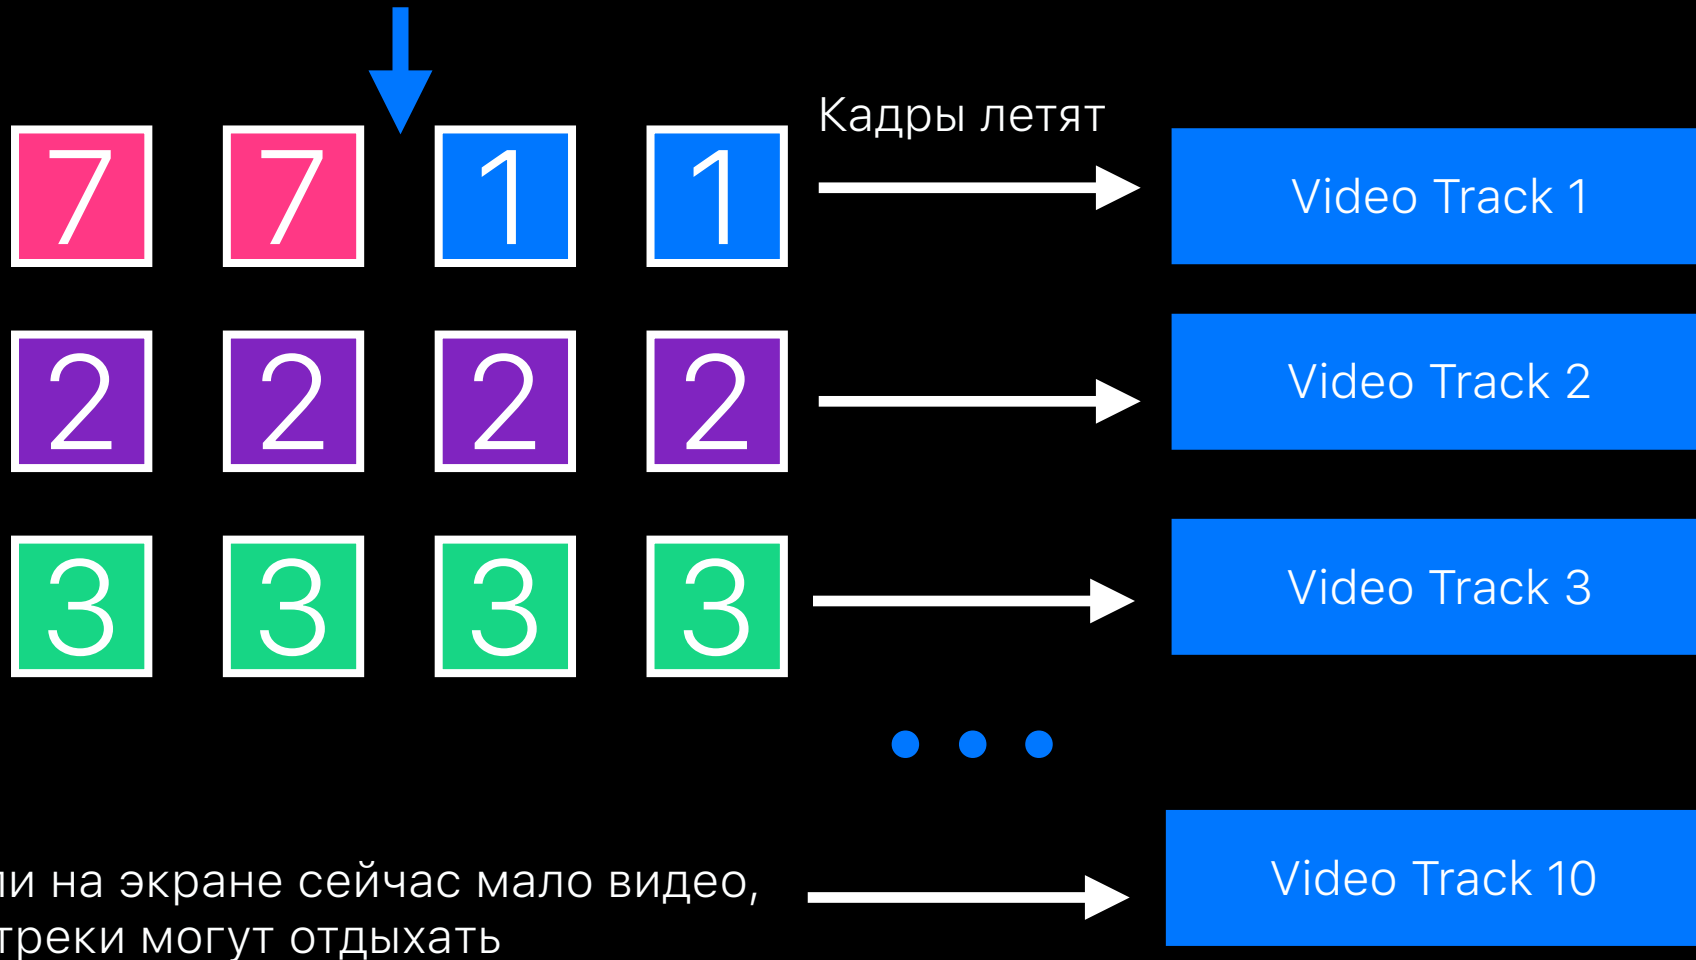 Кадры летят
7 7 1 1
Video Track 1
2 2 2 2
Video Track 2
3 3 3 3
Video Track 3
на экране сейчас мало видео,
треки могут отдыхать
Video Track 10